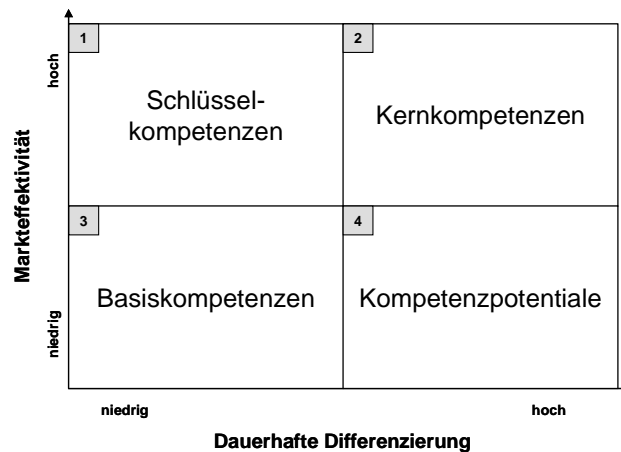 1
2
hoch
Schlüssel-
kompetenzen
Kernkompetenzen
Markteffektivität
3
4
Basiskompetenzen
Kompetenzpotentiale
niedrig
niedrig
hoch
Dauerhafte Differenzierung